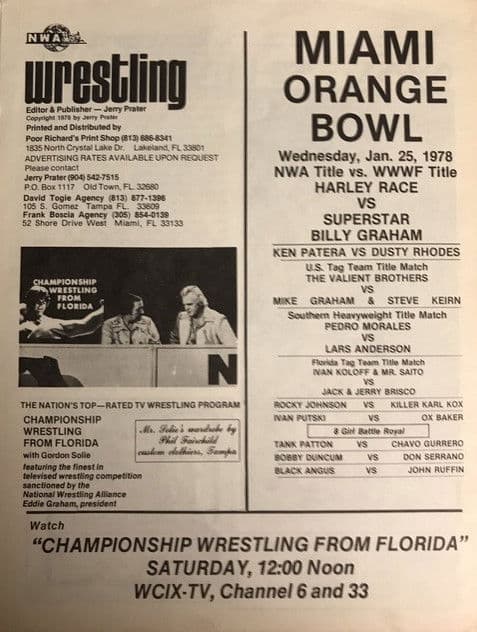 NWA
wrestling
Editor & Publisher — Jerry Prater
Copyright 1978 by Jerry Prater
Printed and Distributed by
Poor Richard's Print Shop (813) 686-8341
1835 North Crystal Lake Dr. Lakeland, FL 33801
ADVERTISING RATES AVAILABLE UPON REQUEST
Please contact
Jerry Prater (904) 542-7515
P.O. Box 1117 Old Town, FL. 32680
David Togie Agency (813) 877-1396
105 S. Gomez Tampa FL. 33609
Frank Boscia Agency (305) 854-0139
52 Shore Drive West Miami, FL 33133
CHAMPIONSHIP
WRESTLING
FROM
FLORIDA
N
THE NATION'S TOP—RATED TV WRESTLING PROGRAM
CHAMPIONSHIP
WRESTLING
FROM FLORIDA
with Gordon Solie
featuring the finest in
televised wrestling competition
sanctioned by the
National Wrestling Alliance
Eddie Graham, president
Mr. Solie's wardrobe by
Phil Fairchild
custom clothiers, Tampa
MIAMI
ORANGE
BOWL
Wednesday, Jan. 25, 1978
NWA Title vs. WWWF Title
HARLEY RACE
VS
SUPERSTAR
BILLY GRAHAM
KEN PATERA VS DUSTY RHODES
U.S. Tag Team Title Match
THE VALIENT BROTHERS
VS
MIKE GRAHAM & STEVE KEIRN
Southern Heavyweight Title Match
PEDRO MORALES
VS
LARS ANDERSON
Florida Tag Team Title Match
IVAN KOLOFF & MR. SAITO
VS
JACK & JERRY BRISCO
ROCKY JOHNSON VS KILLER KARL KOX
IVAN PUTSKI VS OX BAKER
8 Girl Battle Royal
TANK PATTON VS CHAVO GURRERO
BOBBY DUNCUM VS DON SERRANO
BLACK ANGUS VS JOHN RUFFIN
Watch
"CHAMPIONSHIP WRESTLING FROM FLORIDA"
SATURDAY, 12:00 Noon
WCIX-TV, Channel 6 and 33